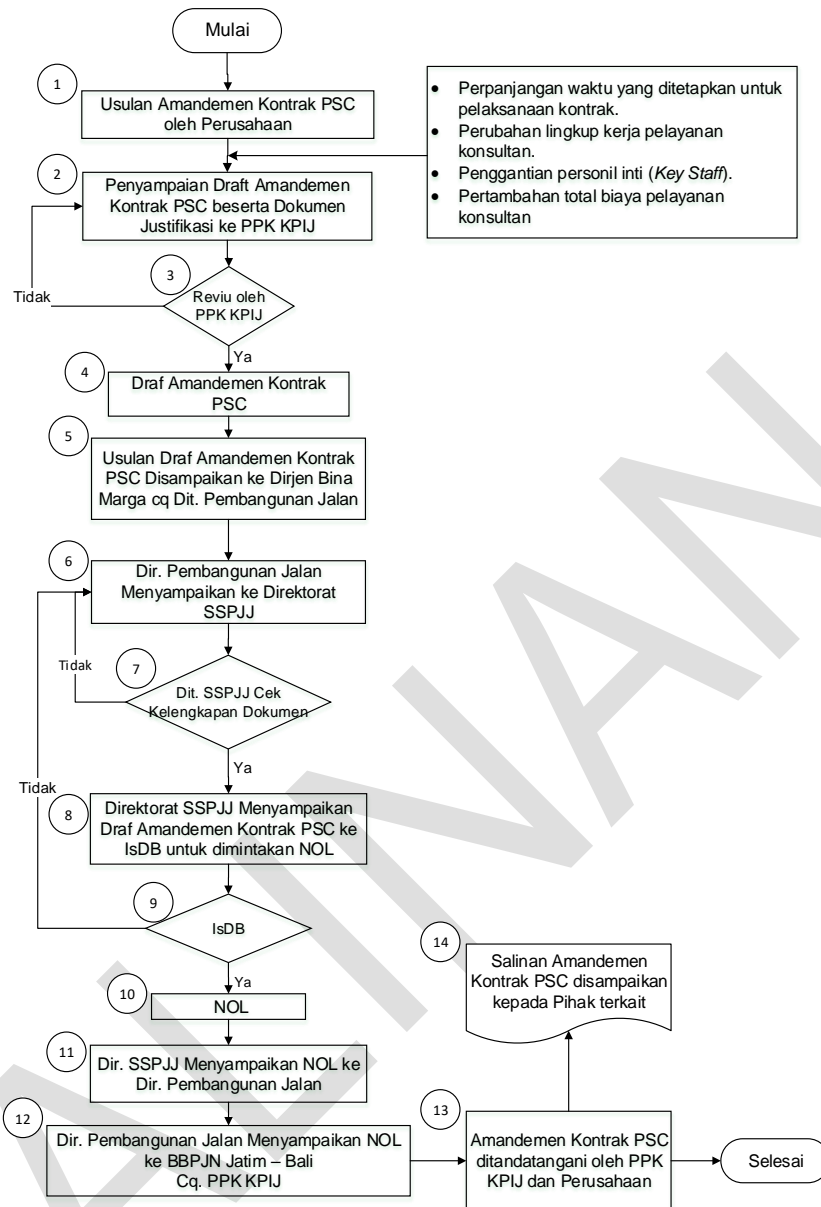 Mulai
1
Usulan Amandemen Kontrak PSC
oleh Perusahaan
• Perpanjangan waktu yang ditetapkan untuk
pelaksanaan kontrak.
• Perubahan lingkup kerja pelayanan
konsultan.
• Penggantian personil inti (Key Staff).
• Pertambahan total biaya pelayanan
konsultan
2
Penyampaian Draft Amandemen
Kontrak PSC beserta Dokumen
Justifikasi ke PPK KPIJ
3
Reviu oleh
PPK KPIJ
Tidak
Ya
4
Draf Amandemen Kontrak
PSC
5
Usulan Draf Amandemen Kontrak
PSC Disampaikan ke Dirjen Bina
Marga cq Dit. Pembangunan Jalan
6
Dir. Pembangunan Jalan
Menyampaikan ke Direktorat
SSPJJ
7
Tidak
Dit. SSPJJ Cek
Kelengkapan Dokumen
Ya
Tidak
8
Direktorat SSPJJ Menyampaikan
Draf Amandemen Kontrak PSC ke
IsDB untuk dimintakan NOL
9
IsDB
Ya
10
NOL
11
Dir. SSPJJ Menyampaikan NOL ke
Dir. Pembangunan Jalan
12
Dir. Pembangunan Jalan Menyampaikan NOL
ke BBPJN Jatim – Bali
Cq. PPK KPIJ
13
Amandemen Kontrak PSC
ditandatangani oleh PPK
KPIJ dan Perusahaan
14
Salinan Amandemen
Kontrak PSC disampaikan
kepada Pihak terkait
Selesai
ALINAN